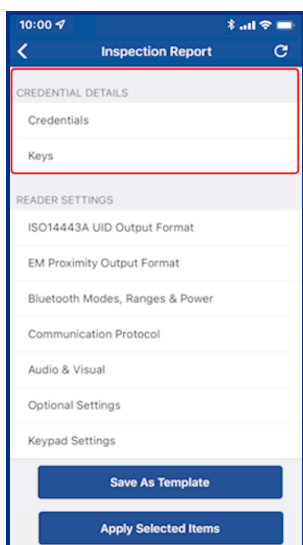 10:00
Inspection Report
CREDENTIAL DETAILS
Credentials
Keys
READER SETTINGS
ISO14443A UID Output Format
EM Proximity Output Format
Bluetooth Modes, Ranges & Power
Communication Protocol
Audio & Visual
Optional Settings
Keypad Settings
Save As Template
Apply Selected Items